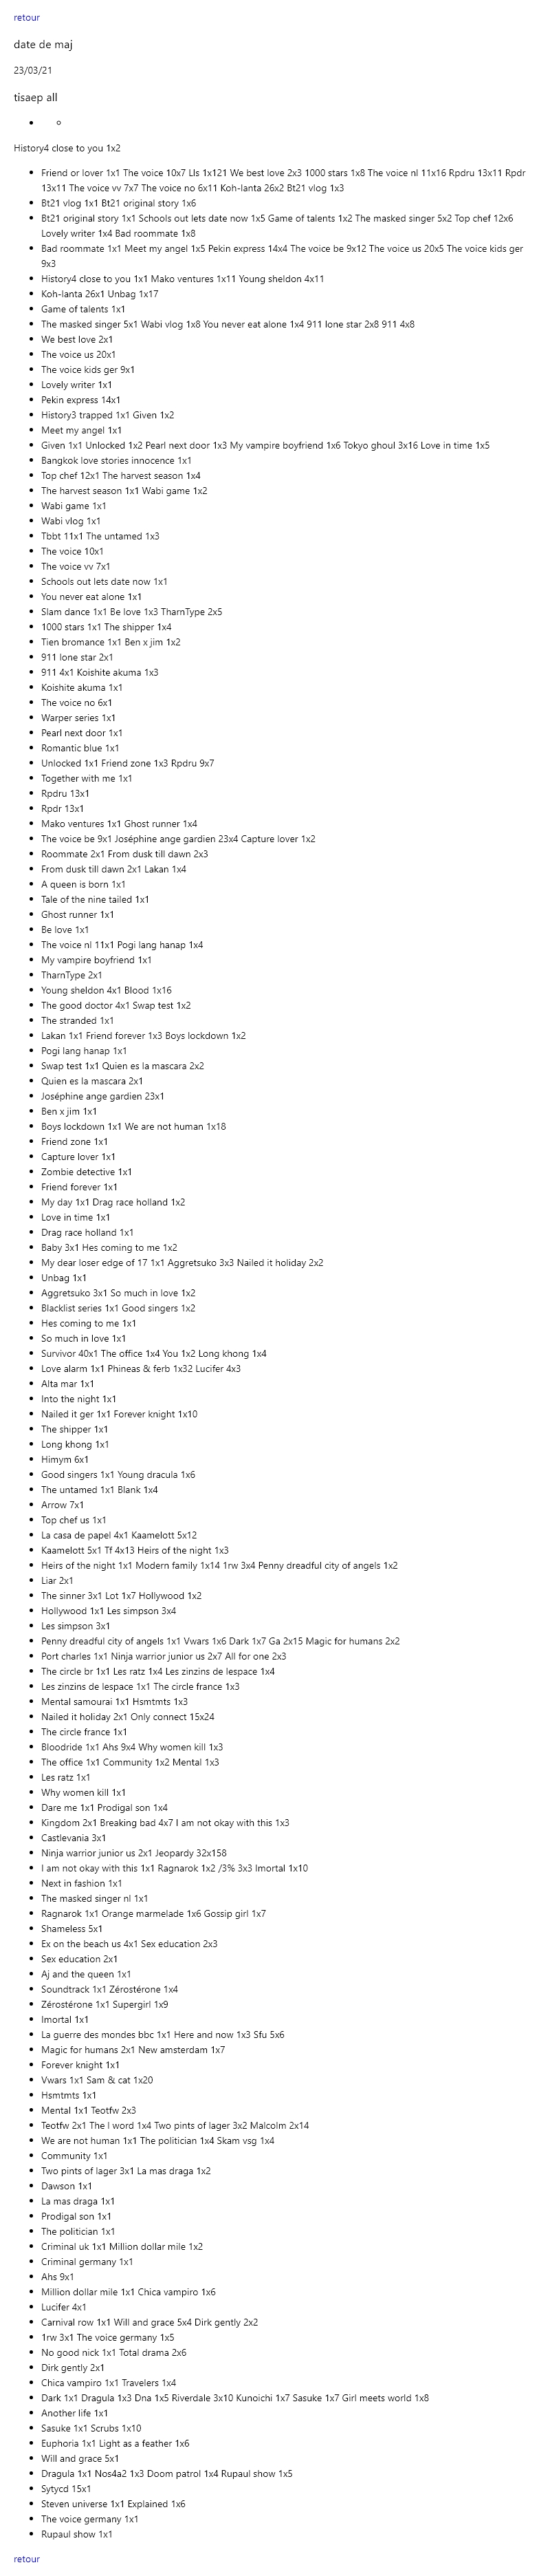 retour
date de maj
23/03/21
tisaep all
History4 close to you 1x2
Friend or lover 1x1 The voice 10x7 Lls 1x121 We best love 2x3 1000 stars 1x8 The voice nl 11x16 Rpdru 13x11 Rpdr
13x11 The voice vv 7x7 The voice no 6x11 Koh-lanta 26x2 Bt21 vlog 1x3
Bt21 vlog 1x1 Bt21 original story 1x6
Bt21 original story 1x1 Schools out lets date now 1x5 Game of talents 1x2 The masked singer 5x2 Top chef 12x6
Lovely writer 1x4 Bad roommate 1x8
Bad roommate 1x1 Meet my angel 1x5 Pekin express 14x4 The voice be 9x12 The voice us 20x5 The voice kids ger
9x3
History4 close to you 1x1 Mako ventures 1x11 Young sheldon 4x11
Koh-lanta 26x1 Unbag 1x17
Game of talents 1x1
The masked singer 5x1 Wabi vlog 1x8 You never eat alone 1x4 911 lone star 2x8 911 4x8
We best love 2x1
The voice us 20x1
The voice kids ger 9x1
Lovely writer 1x1
Pekin express 14x1
History3 trapped 1x1 Given 1x2
Meet my angel 1x1
Given 1x1 Unlocked 1x2 Pearl next door 1x3 My vampire boyfriend 1x6 Tokyo ghoul 3x16 Love in time 1x5
Bangkok love stories innocence 1x1
Top chef 12x1 The harvest season 1x4
The harvest season 1x1 Wabi game 1x2
Wabi game 1x1
Wabi vlog 1x1
Tbbt 11x1 The untamed 1x3
The voice 10x1
The voice vv 7x1
Schools out lets date now 1x1
You never eat alone 1x1
Slam dance 1x1 Be love 1x3 TharnType 2x5
1000 stars 1x1 The shipper 1x4
Tien bromance 1x1 Ben x jim 1x2
911 lone star 2x1
911 4x1 Koishite akuma 1x3
Koishite akuma 1x1
The voice no 6x1
Warper series 1x1
Pearl next door 1x1
Romantic blue 1x1
Unlocked 1x1 Friend zone 1x3 Rpdru 9x7
Together with me 1x1
Rpdru 13x1
Rpdr 13x1
Mako ventures 1x1 Ghost runner 1x4
The voice be 9x1 Joséphine ange gardien 23x4 Capture lover 1x2
Roommate 2x1 From dusk till dawn 2x3
From dusk till dawn 2x1 Lakan 1x4
A queen is born 1x1
Tale of the nine tailed 1x1
Ghost runner 1x1
Be love 1x1
The voice nl 11x1 Pogi lang hanap 1x4
My vampire boyfriend 1x1
TharnType 2x1
Young sheldon 4x1 Blood 1x16
The good doctor 4x1 Swap test 1x2
The stranded 1x1
Lakan 1x1 Friend forever 1x3 Boys lockdown 1x2
Pogi lang hanap 1x1
Swap test 1x1 Quien es la mascara 2x2
Quien es la mascara 2x1
Joséphine ange gardien 23x1
Ben x jim 1x1
Boys lockdown 1x1 We are not human 1x18
Friend zone 1x1
Capture lover 1x1
Zombie detective 1x1
Friend forever 1x1
My day 1x1 Drag race holland 1x2
Love in time 1x1
Drag race holland 1x1
Baby 3x1 Hes coming to me 1x2
My dear loser edge of 17 1x1 Aggretsuko 3x3 Nailed it holiday 2x2
Unbag 1x1
Aggretsuko 3x1 So much in love 1x2
Blacklist series 1x1 Good singers 1x2
Hes coming to me 1x1
So much in love 1x1
Survivor 40x1 The office 1x4 You 1x2 Long khong 1x4
Love alarm 1x1 Phineas & ferb 1x32 Lucifer 4x3
Alta mar 1x1
Into the night 1x1
Nailed it ger 1x1 Forever knight 1x10
The shipper 1x1
Long khong 1x1
Himym 6x1
Good singers 1x1 Young dracula 1x6
The untamed 1x1 Blank 1x4
Arrow 7x1
Top chef us 1x1
La casa de papel 4x1 Kaamelott 5x12
Kaamelott 5x1 Tf 4x13 Heirs of the night 1x3
Heirs of the night 1x1 Modern family 1x14 1rw 3x4 Penny dreadful city of angels 1x2
Liar 2x1
The sinner 3x1 Lot 1x7 Hollywood 1x2
Hollywood 1x1 Les simpson 3x4
Les simpson 3x1
Penny dreadful city of angels 1x1 Vwars 1x6 Dark 1x7 Ga 2x15 Magic for humans 2x2
Port charles 1x1 Ninja warrior junior us 2x7 All for one 2x3
The circle br 1x1 Les ratz 1x4 Les zinzins de lespace 1x4
Les zinzins de lespace 1x1 The circle france 1x3
Mental samourai 1x1 Hsmtmts 1x3
Nailed it holiday 2x1 Only connect 15x24
The circle france 1x1
Bloodride 1x1 Ahs 9x4 Why women kill 1x3
The office 1x1 Community 1x2 Mental 1x3
Les ratz 1x1
Why women kill 1x1
Dare me 1x1 Prodigal son 1x4
Kingdom 2x1 Breaking bad 4x7 I am not okay with this 1x3
Castlevania 3x1
Ninja warrior junior us 2x1 Jeopardy 32x158
I am not okay with this 1x1 Ragnarok 1x2 /3% 3x3 Imortal 1x10
Next in fashion 1x1
The masked singer nl 1x1
Ragnarok 1x1 Orange marmelade 1x6 Gossip girl 1x7
Shameless 5x1
Ex on the beach us 4x1 Sex education 2x3
Sex education 2x1
Aj and the queen 1x1
Soundtrack 1x1 Zérostérone 1x4
Zérostérone 1x1 Supergirl 1x9
Imortal 1x1
La guerre des mondes bbc 1x1 Here and now 1x3 Sfu 5x6
Magic for humans 2x1 New amsterdam 1x7
Forever knight 1x1
Vwars 1x1 Sam & cat 1x20
Hsmtmts 1x1
Mental 1x1 Teotfw 2x3
Teotfw 2x1 The l word 1x4 Two pints of lager 3x2 Malcolm 2x14
We are not human 1x1 The politician 1x4 Skam vsg 1x4
Community 1x1
Two pints of lager 3x1 La mas draga 1x2
Dawson 1x1
La mas draga 1x1
Prodigal son 1x1
The politician 1x1
Criminal uk 1x1 Million dollar mile 1x2
Criminal germany 1x1
Ahs 9x1
Million dollar mile 1x1 Chica vampiro 1x6
Lucifer 4x1
Carnival row 1x1 Will and grace 5x4 Dirk gently 2x2
1rw 3x1 The voice germany 1x5
No good nick 1x1 Total drama 2x6
Dirk gently 2x1
Chica vampiro 1x1 Travelers 1x4
Dark 1x1 Dragula 1x3 Dna 1x5 Riverdale 3x10 Kunoichi 1x7 Sasuke 1x7 Girl meets world 1x8
Another life 1x1
Sasuke 1x1 Scrubs 1x10
Euphoria 1x1 Light as a feather 1x6
Will and grace 5x1
Dragula 1x1 Nos4a2 1x3 Doom patrol 1x4 Rupaul show 1x5
Sytycd 15x1
Steven universe 1x1 Explained 1x6
The voice germany 1x1
Rupaul show 1x1
retour